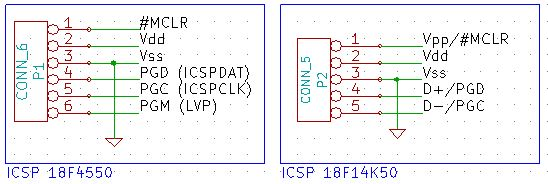 CONN_6
P1
1 #MCLR
2 Vdd
3 Vss
4 PGD (ICSPDAT)
5 PGC (ICSPCLK)
6 PGM (LVP)
ICSP 18F4550
CONN_5
P2
1 Vpp/#MCLR
2 Vdd
3 Vss
4 D+/PGD
5 D-/PGC
ICSP 18F14K50